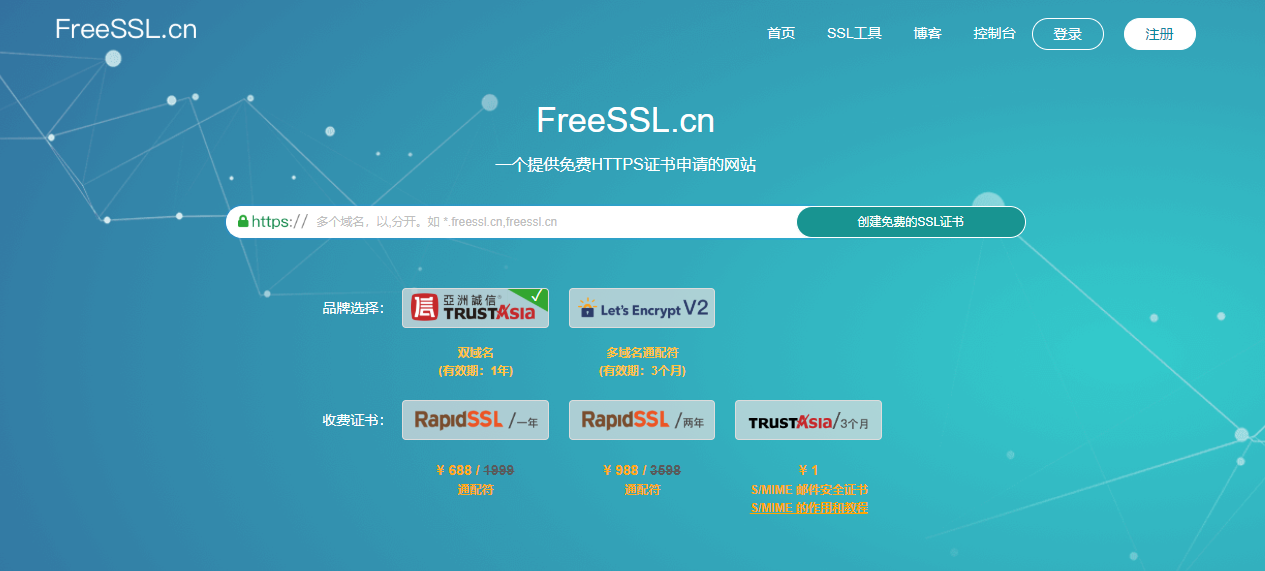 FreeSSL.cn
首页 SSL工具 博客 控制台 登录 注册
FreeSSL.cn
一个提供免费HTTPS证书申请的网站
https:// 多个域名，以,分开。如 *.freessl.cn,freessl.cn 创建免费的SSL证书
品牌选择： 亞洲誠信® TRUSTAsia Let's Encrypt V2
双域名 多域名通配符
(有效期：1年) (有效期：3个月)
收费证书： RapidSSL /一年 RapidSSL /两年 TRUSTAsia/3个月
¥ 688 / 1999 ¥ 988 / 3598 ¥ 1
通配符 通配符 S/MIME 邮件安全证书
S/MIME 的作用和教程